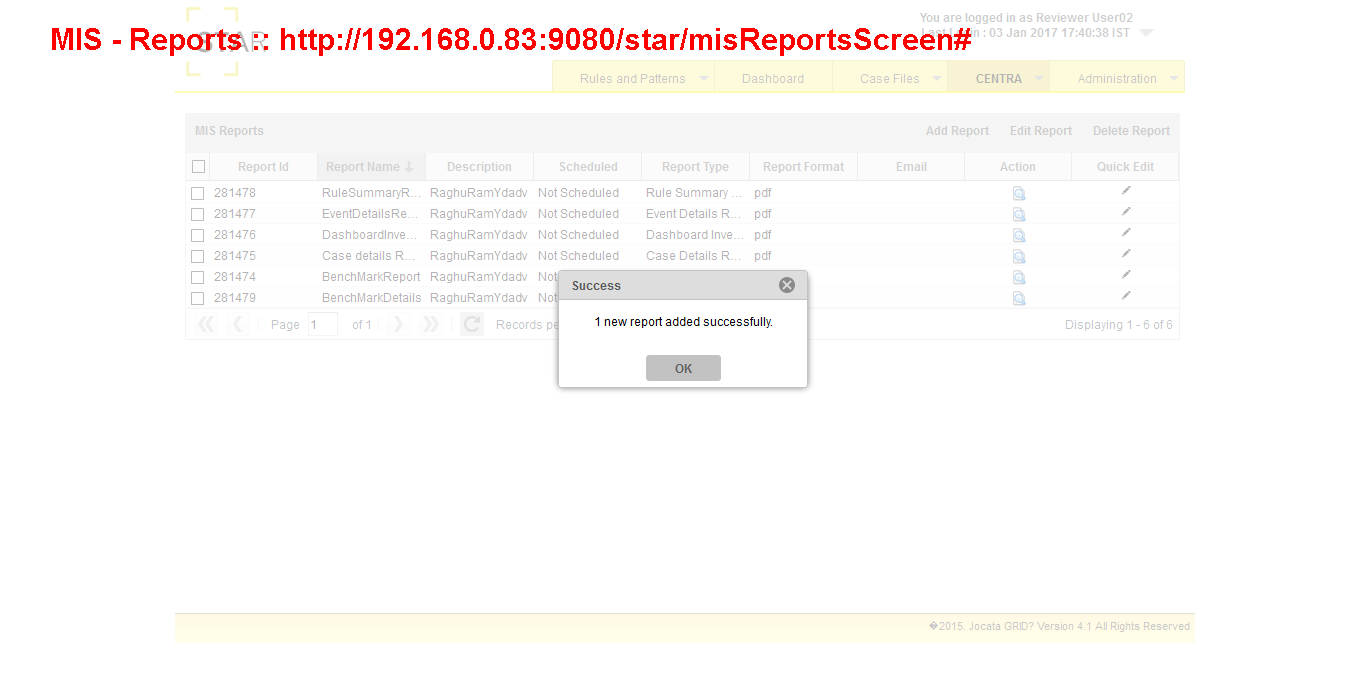 You are logged in as Reviewer User02
MIS - Reports : : http://192.168.0.83:9080/star/misReportsScreen#
STAR
: 03 Jan 2017 17:40:38 IST
Rules and Patterns Dashboard Case Files CENTRA Administration
MIS Reports Add Report Edit Report Delete Report
Report Id Report Name Description Scheduled Report Type Report Format Email Action Quick Edit
281478 RuleSummaryR... RaghuRamYdadv Not Scheduled Rule Summary ... pdf
281477 EventDetailsRe... RaghuRamYdadv Not Scheduled Event Details R... pdf
281476 DashboardInve... RaghuRamYdadv Not Scheduled Dashboard Inve... pdf
281475 Case details R... RaghuRamYdadv Not Scheduled Case Details R... pdf
281474 BenchMarkReport RaghuRamYdadv Not
281479 BenchMarkDetails RaghuRamYdadv Not
Success
1 new report added successfully.
OK
Page 1 of 1 Records pe Displaying 1 - 6 of 6
�2015. Jocata GRID? Version 4.1 All Rights Reserved